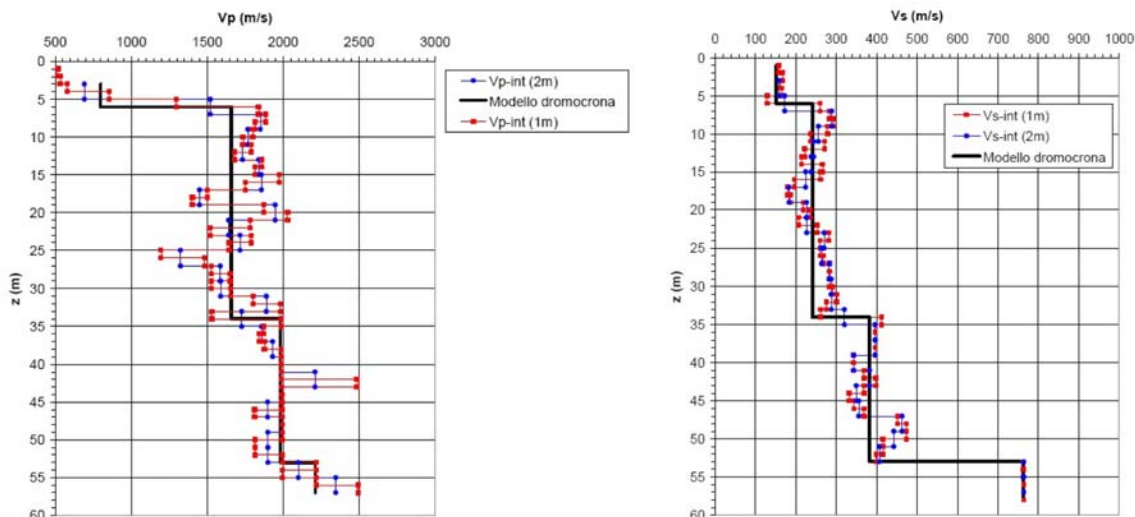 Vp (m/s)
500 1000 1500 2000 2500 3000
0
5
10
15
20
25
30
35
40
45
50
55
60
z (m)
Vp-int (2m)
Modello dromocrona
Vp-int (1m)
Vs (m/s)
0 100 200 300 400 500 600 700 800 900 1000
0
5
10
15
20
25
30
35
40
45
50
55
60
z (m)
Vs-int (1m)
Vs-int (2m)
Modello dromocrona